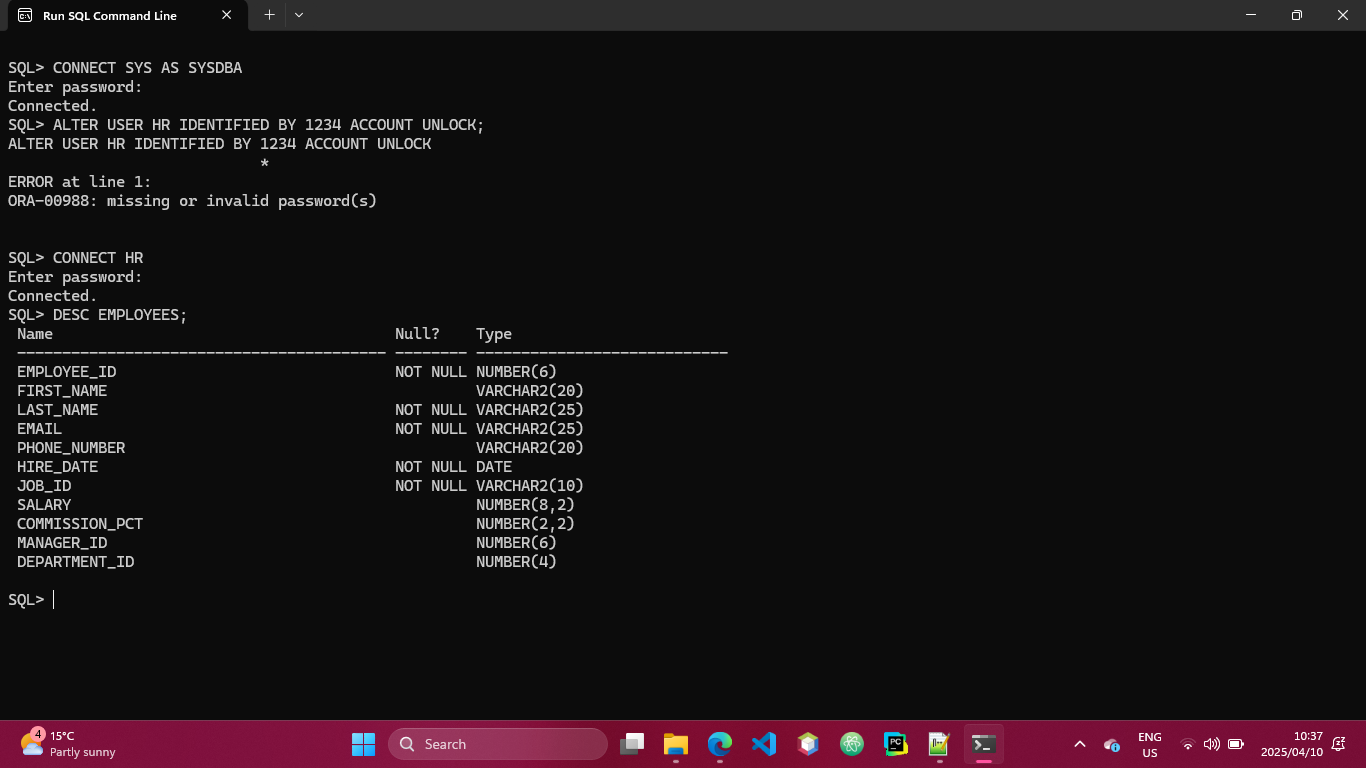 Run SQL Command Line
SQL> CONNECT SYS AS SYSDBA
Enter password:
Connected.
SQL> ALTER USER HR IDENTIFIED BY 1234 ACCOUNT UNLOCK;
ALTER USER HR IDENTIFIED BY 1234 ACCOUNT UNLOCK
*
ERROR at line 1:
ORA-00988: missing or invalid password(s)
SQL> CONNECT HR
Enter password:
Connected.
SQL> DESC EMPLOYEES;
Name Null? Type
----------------------------------------- -------- ----------------------------
EMPLOYEE_ID NOT NULL NUMBER(6)
FIRST_NAME VARCHAR2(20)
LAST_NAME NOT NULL VARCHAR2(25)
EMAIL NOT NULL VARCHAR2(25)
PHONE_NUMBER VARCHAR2(20)
HIRE_DATE NOT NULL DATE
JOB_ID NOT NULL VARCHAR2(10)
SALARY NUMBER(8,2)
COMMISSION_PCT NUMBER(2,2)
MANAGER_ID NUMBER(6)
DEPARTMENT_ID NUMBER(4)
SQL>
4
15°C
Partly sunny
Search
PC
ENG
US
10:37
2025/04/10